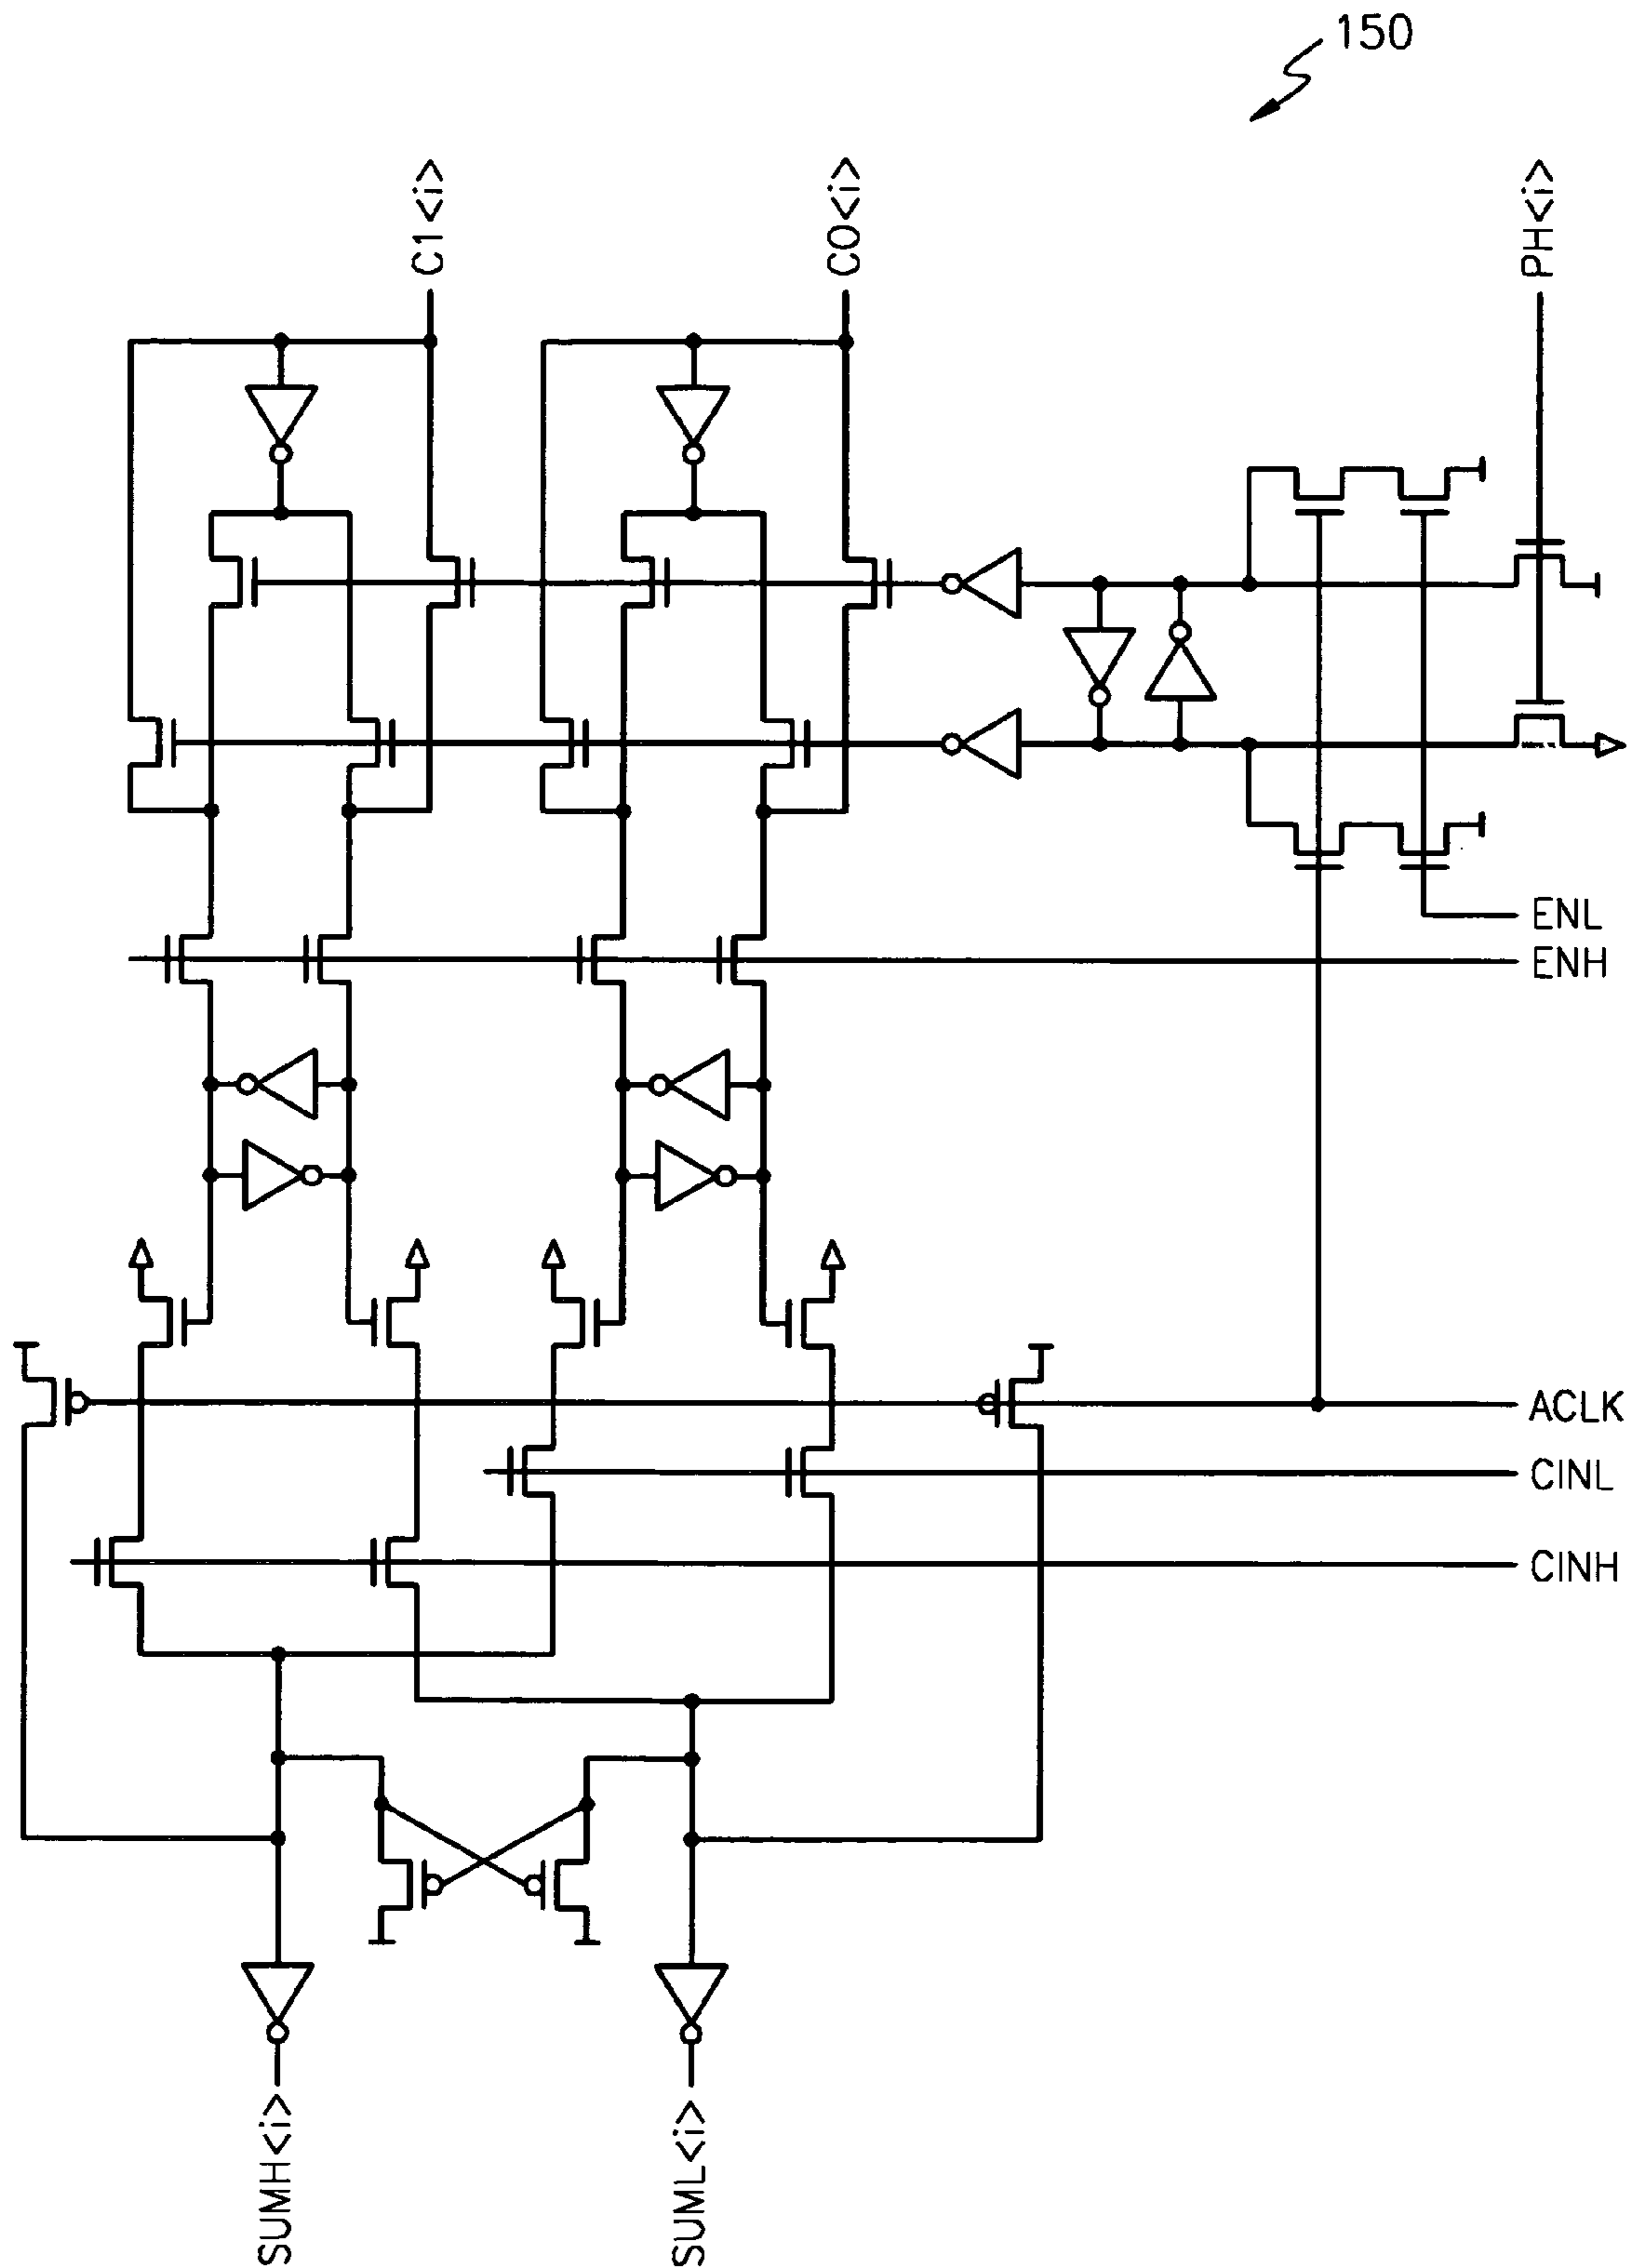 150
C1<i>
C0<i>
PH<i>
ENL
ENH
ACLK
CINL
CINH
SUMH<i>
SUML<i>